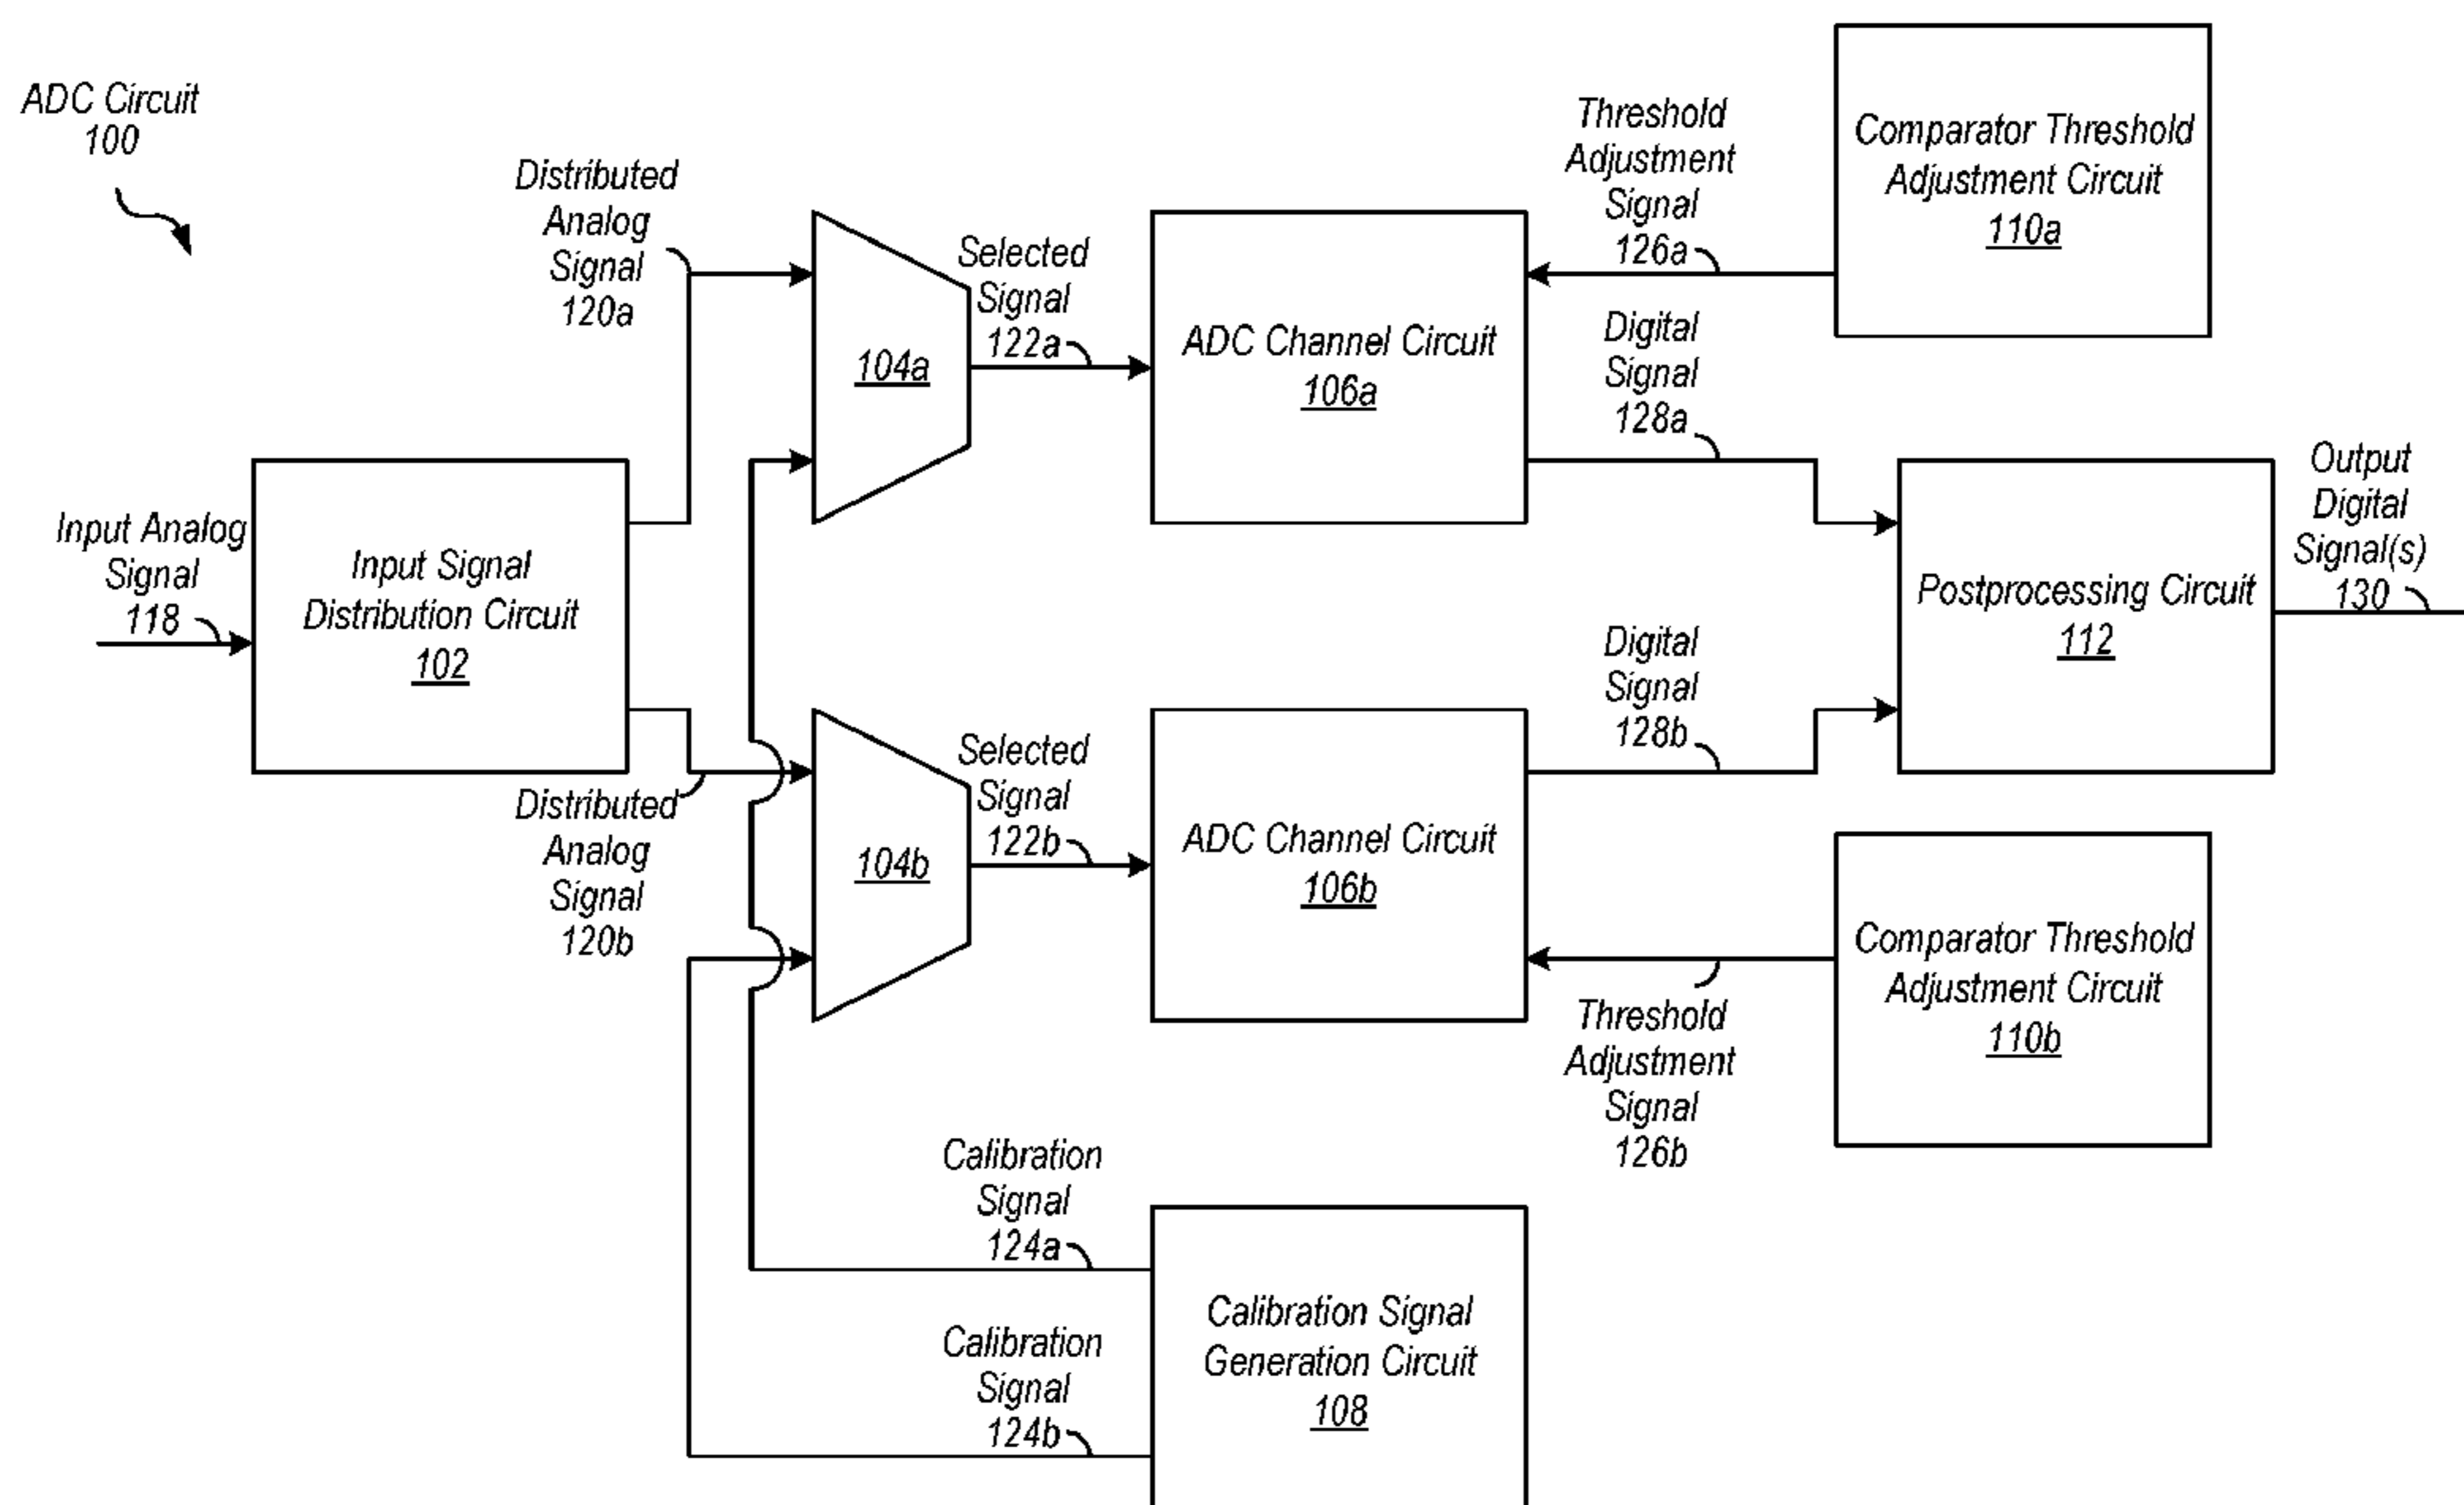 ADC Circuit
100
Input Analog
Signal
118
Input Signal
Distribution Circuit
102
Distributed
Analog
Signal
120a
Distributed
Analog
Signal
120b
104a
104b
Selected
Signal
122a
Selected
Signal
122b
ADC Channel Circuit
106a
ADC Channel Circuit
106b
Calibration
Signal
124a
Calibration
Signal
124b
Calibration Signal
Generation Circuit
108
Threshold
Adjustment
Signal
126a
Digital
Signal
128a
Digital
Signal
128b
Threshold
Adjustment
Signal
126b
Comparator Threshold
Adjustment Circuit
110a
Postprocessing Circuit
112
Comparator Threshold
Adjustment Circuit
110b
Output
Digital
Signal(s)
130